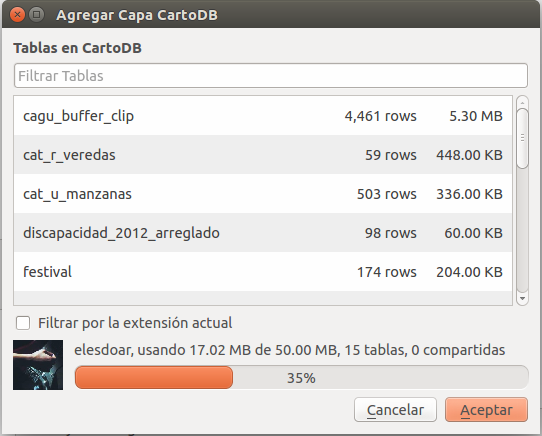 Agregar Capa CartoDB
Tablas en CartoDB
Filtrar Tablas
cagu_buffer_clip 4,461 rows 5.30 MB
cat_r_veredas 59 rows 448.00 KB
cat_u_manzanas 503 rows 336.00 KB
discapacidad_2012_arreglado 98 rows 60.00 KB
festival 174 rows 204.00 KB
Filtrar por la extensión actual
elesdoar, usando 17.02 MB de 50.00 MB, 15 tablas, 0 compartidas
35%
Cancelar Aceptar